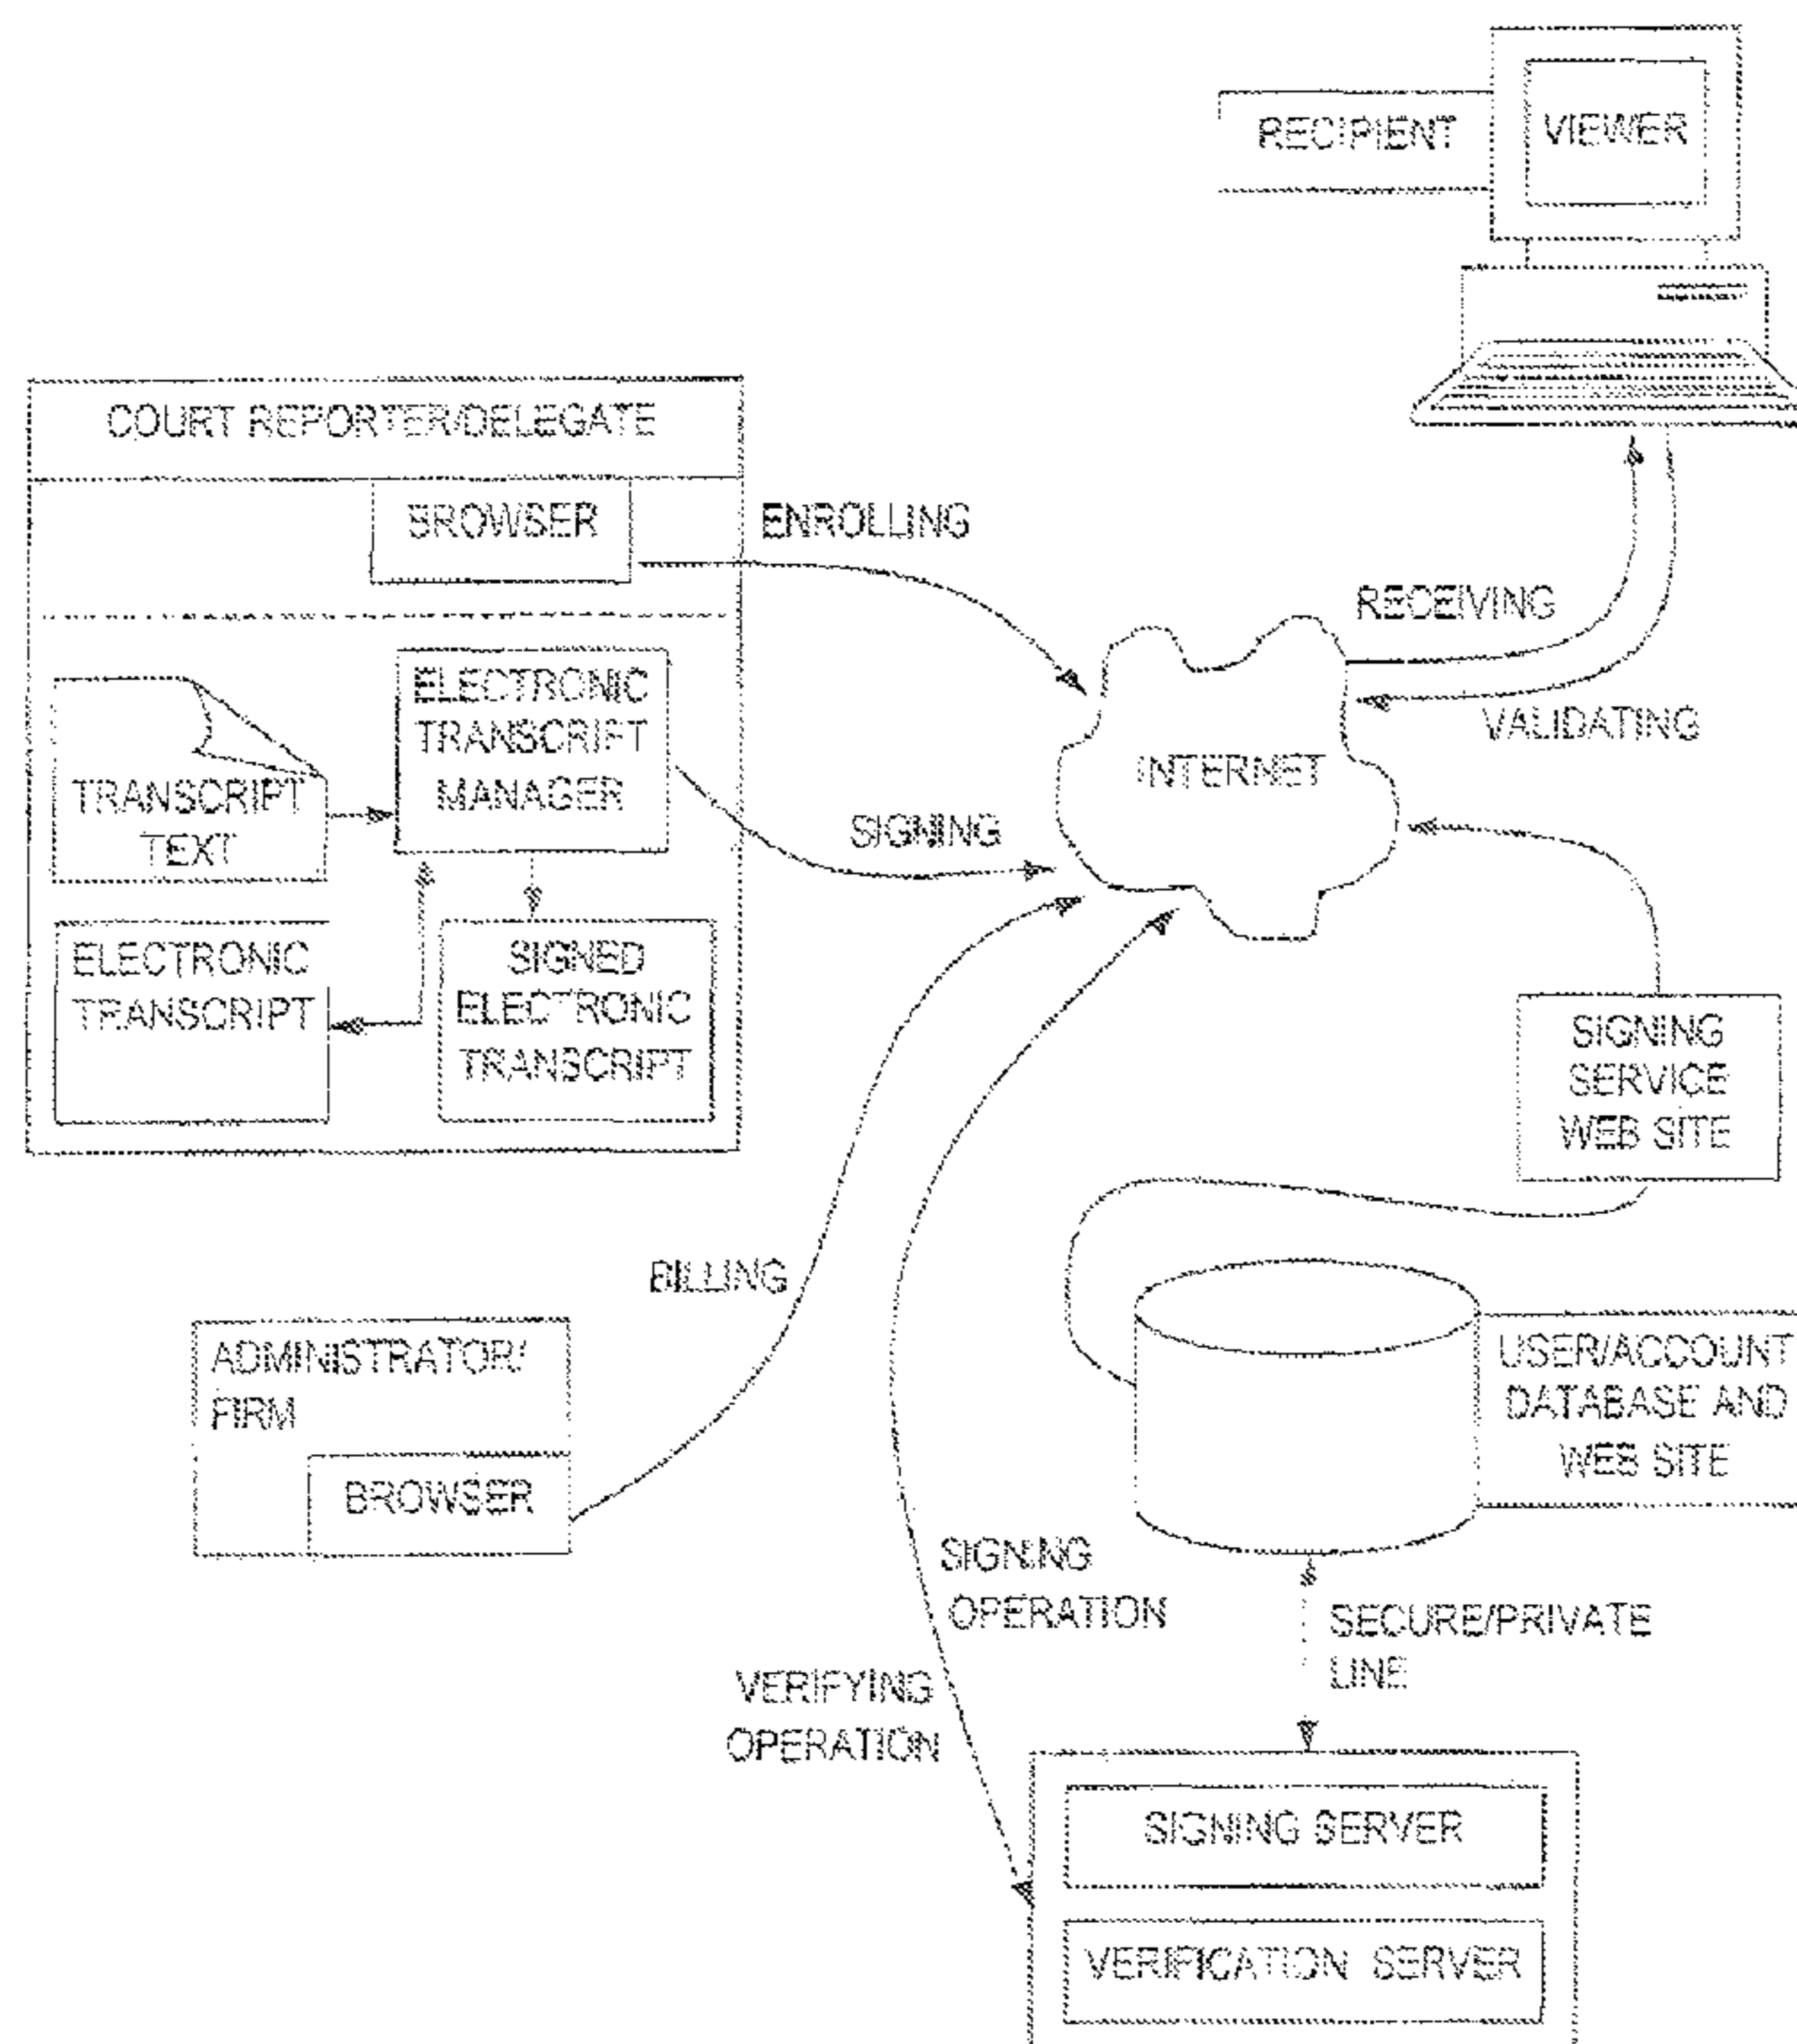 RECIPIENT
VIEWER
COURT REPORTER/DELEGATE
BROWSER
ENROLLING
RECEIVING
VALIDATING
INTERNET
ELECTRONIC
TRANSCRIPT
MANAGER
TRANSCRIPT
TEXT
SIGNING
ELECTRONIC
TRANSCRIPT
SIGNED
ELECTRONIC
TRANSCRIPT
SIGNING
SERVICE
WEB SITE
BILLING
ADMINISTRATOR/
FIRM
BROWSER
USER/ACCOUNT
DATABASE AND
WEB SITE
SIGNING
OPERATION
SECURE/PRIVATE
LINE
VERIFYING
OPERATION
SIGNING SERVER
VERIFICATION SERVER